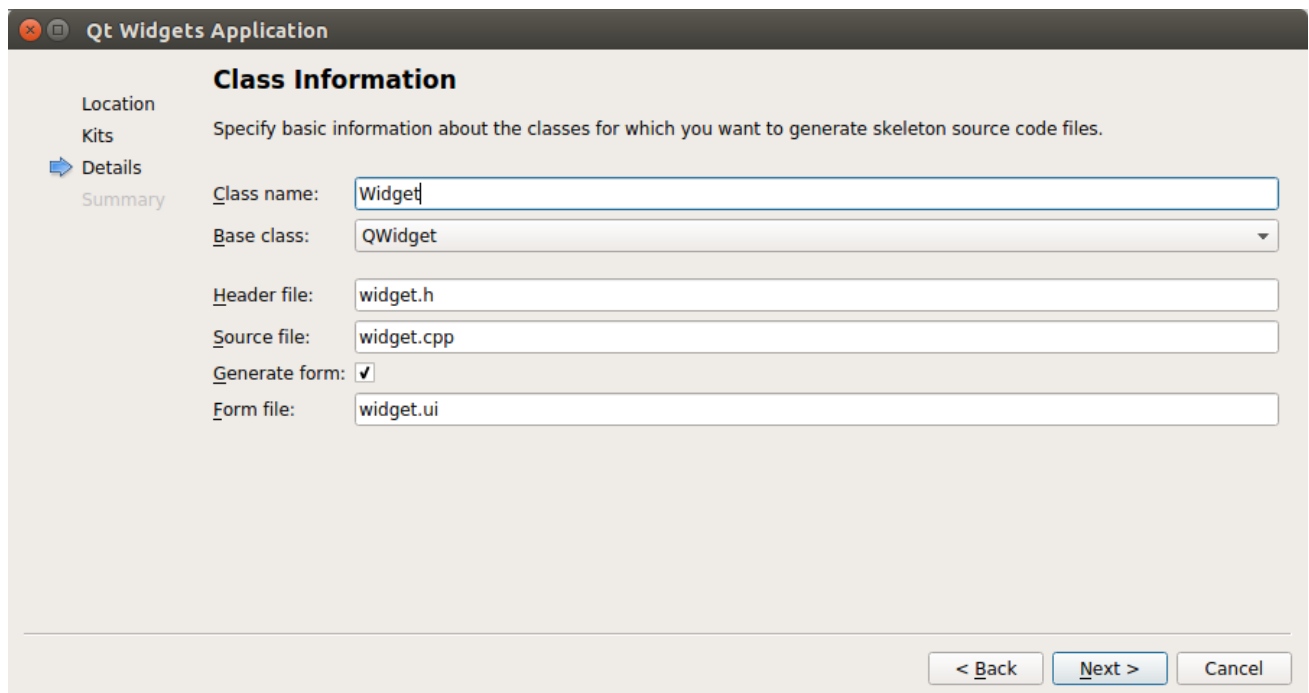 Qt Widgets Application
Location
Kits
Details
Summary
Class Information
Specify basic information about the classes for which you want to generate skeleton source code files.
Class name: Widget
Base class: QWidget
Header file: widget.h
Source file: widget.cpp
Generate form:
Form file: widget.ui
< Back Next > Cancel